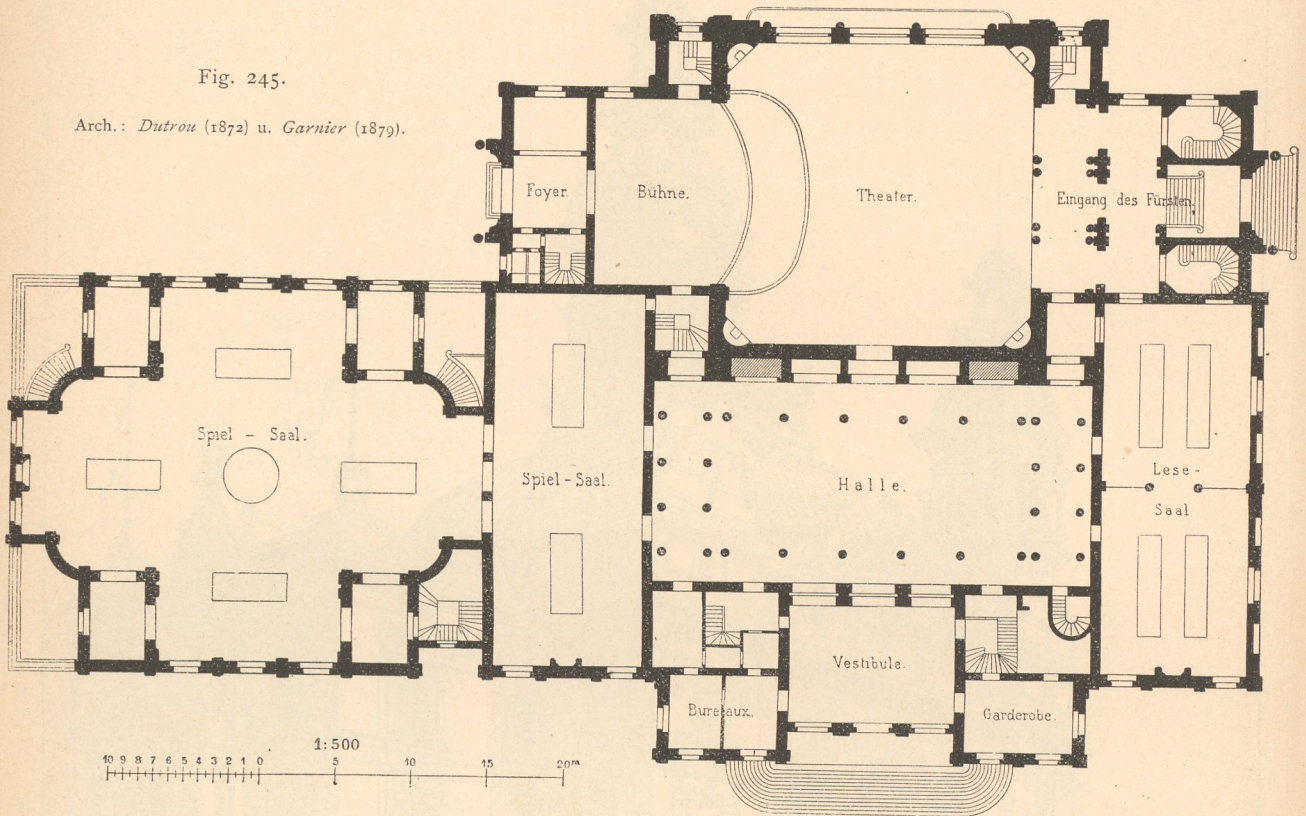 Fig. 245.
Arch.: Dutrou (1872) u. Garnier (1879).
Foyer.
Bühne.
Theater.
Eingang des Fürsten.
Spiel - Saal.
Spiel-Saal.
Halle.
Lese-
Saal
Vestibule.
Bureaux.
Garderobe.
1:500
10 9 8 7 6 5 4 3 2 1 0 5 10 15 20m